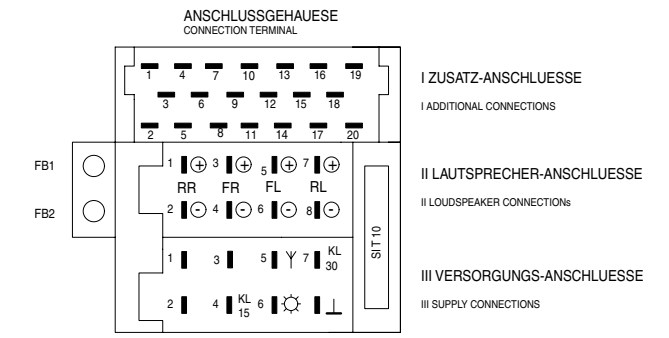 ANSCHLUSSGEHAUESE
CONNECTION TERMINAL
1 4 7 10 13 16 19
I ZUSATZ-ANSCHLUESSE
3 6 9 12 15 18
I ADDITIONAL CONNECTIONS
2 5 8 11 14 17 20
FB1
1 + 3 + 5 + 7 +
II LAUTSPRECHER-ANSCHLUESSE
RR FR FL RL
II LOUDSPEAKER CONNECTIONs
FB2
2 - 4 - 6 - 8 -
SIT10
1 3 5 7 KL
30
III VERSORGUNGS-ANSCHLUESSE
2 4 KL 6
15
III SUPPLY CONNECTIONS